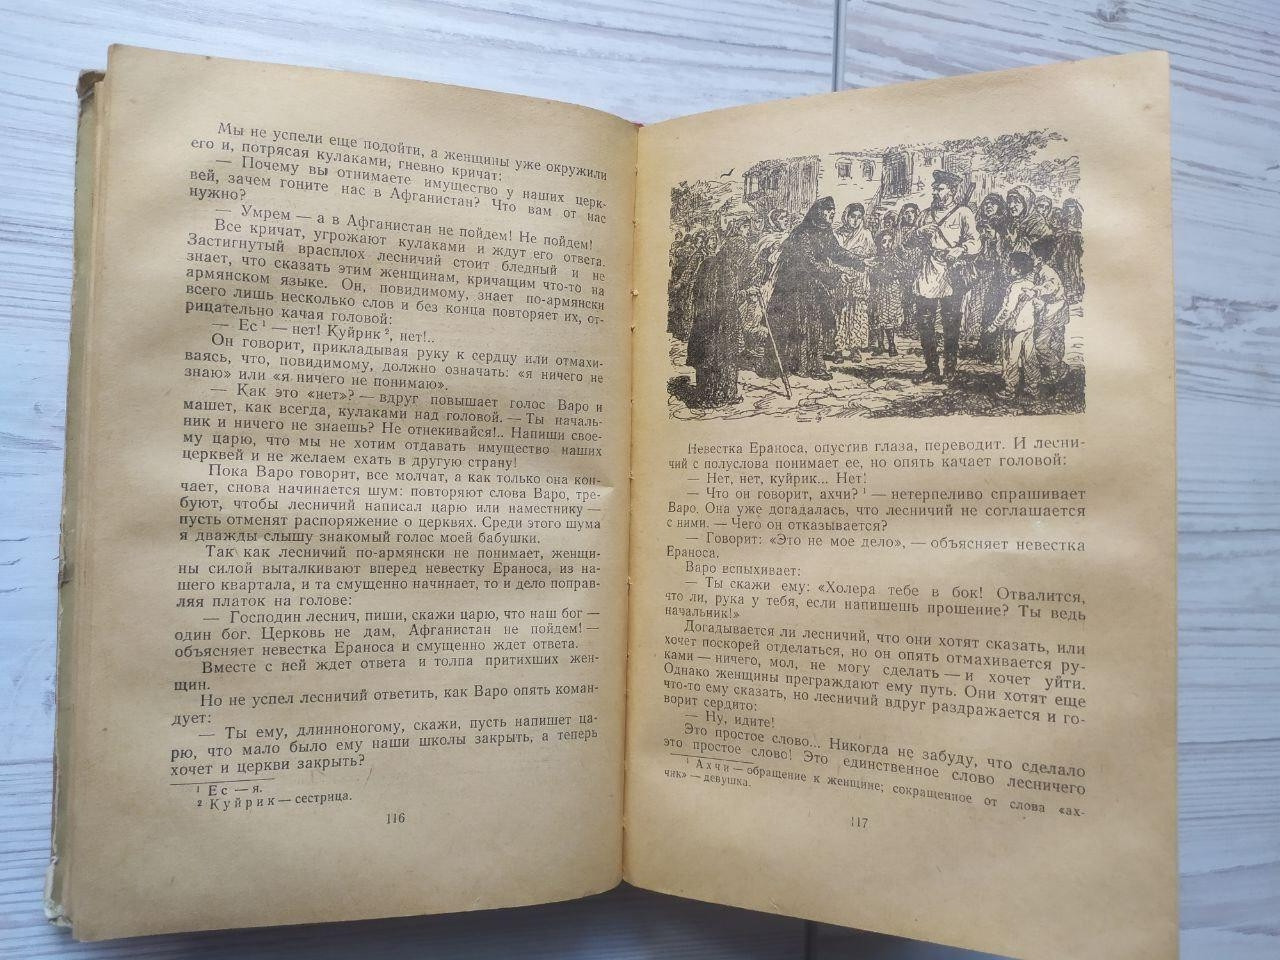 Мы не успели еще подойти, а женщины уже окружили
его и, потрясая кулаками, гневно кричат:
— Почему вы отнимаете имущество у наших церк-
вей, зачем гоните нас в Афганистан? Что вам от нас
нужно?
— Умрем — а в Афганистан не пойдем! Не пойдем!
Все кричат, угрожают кулаками и ждут его ответа.
Застигнутый врасплох лесничий стоит бледный и не
знает, что сказать этим женщинам, кричащим что-то на
армянском языке. Он, повидимому, знает по-армянски
всего лишь несколько слов и без конца повторяет их, от-
рицательно качая головой:
— Ес¹ — нет! Куйрик², нет!..
Он говорит, прикладывая руку к сердцу или отмахи-
ваясь, что, повидимому, должно означать: «я ничего не
знаю» или «я ничего не понимаю».
— Как это «нет»? — вдруг повышает голос Варо и
машет, как всегда, кулаками над головой. — Ты началь-
ник и ничего не знаешь? Не отнекивайся!.. Напиши свое-
му царю, что мы не хотим отдавать имущество наших
церквей и не желаем ехать в другую страну!
Пока Варо говорит, все молчат, а как только она кон-
чает, снова начинается шум: повторяют слова Варо, тре-
буют, чтобы лесничий написал царю или наместнику —
пусть отменят распоряжение о церквях. Среди этого шума
я дважды слышу знакомый голос моей бабушки.
Так как лесничий по-армянски не понимает, женщи-
ны силой выталкивают вперед невестку Ераноса, из на-
шего квартала, и та смущенно начинает, то и дело поправ-
ляя платок на голове:
— Господин леснич, пиши, скажи царю, что наш бог —
один бог. Церковь не дам, Афганистан не пойдем! —
объясняет невестка Ераноса и смущенно ждет ответа.
Вместе с ней ждет ответа и толпа притихших жен-
щин.
Но не успел лесничий ответить, как Варо опять коман-
дует:
— Ты ему, длинноногому, скажи, пусть напишет ца-
рю, что мало было ему наши школы закрыть, а теперь
хочет и церкви закрыть?
¹ Ес — я.
² Куйрик — сестрица.
116
Невестка Ераноса, опустив глаза, переводит. И лесни-
чий с полуслова понимает ее, но опять качает головой:
— Нет, нет, куйрик... Нет!
— Что он говорит, ахчи?¹ — нетерпеливо спрашивает
Варо. Она уже догадалась, что лесничий не соглашается
с ними. — Чего он отказывается?
— Говорит: «Это не мое дело», — объясняет невестка
Ераноса.
Варо вспыхивает:
— Ты скажи ему: «Холера тебе в бок! Отвалится,
что ли, рука у тебя, если напишешь прошение? Ты ведь
начальник!»
Догадывается ли лесничий, что они хотят сказать, или
хочет поскорей отделаться, но он опять отмахивается ру-
ками — ничего, мол, не могу сделать — и хочет уйти.
Однако женщины преграждают ему путь. Они хотят еще
что-то ему сказать, но лесничий вдруг раздражается и го-
ворит сердито:
— Ну, идите!
Это простое слово... Никогда не забуду, что сделало
это простое слово! Это единственное слово лесничего
¹ Ахчи — обращение к женщине; сокращенное от слова «ах-
чик» — девушка.
117